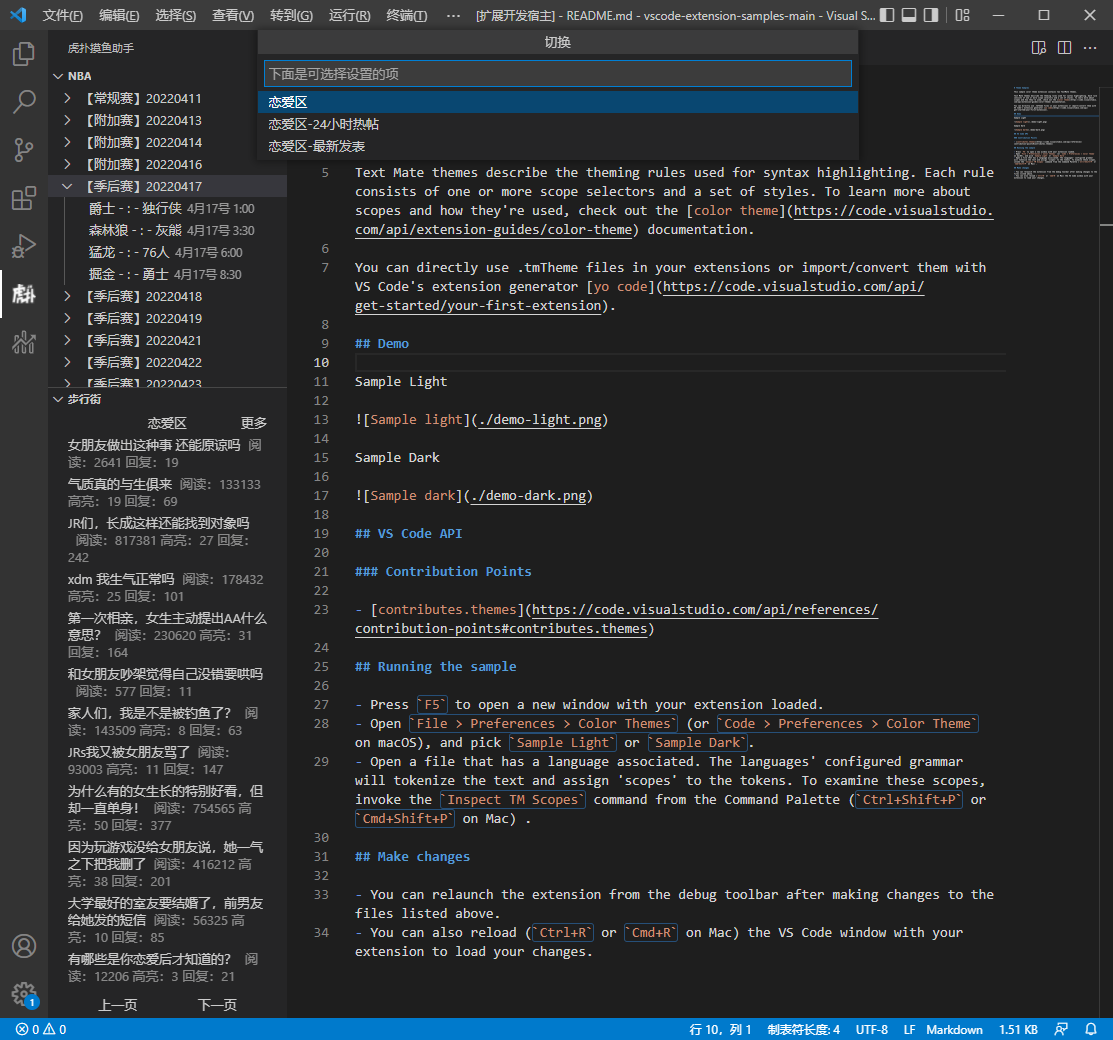 文件(F) 编辑(E) 选择(S) 查看(V) 转到(G) 运行(R) 终端(T) ··· [扩展开发宿主] - README.md - vscode-extension-samples-main - Visual S...
虎扑摸鱼助手
切换
下面是可选择设置的项
恋爱区
恋爱区-24小时热帖
恋爱区-最新发表
NBA
【常规赛】20220411
【附加赛】20220413
【附加赛】20220414
【附加赛】20220416
【季后赛】20220417
爵士 - : - 独行侠 4月17号 1:00
森林狼 - : - 灰熊 4月17号 3:30
猛龙 - : - 76人 4月17号 6:00
掘金 - : - 勇士 4月17号 8:30
【季后赛】20220418
【季后赛】20220419
【季后赛】20220421
【季后赛】20220422
【季后赛】20220423
步行街
恋爱区 更多
女朋友做出这种事 还能原谅吗 阅
读：2641 回复：19
气质真的与生俱来 阅读：133133
高亮：19 回复：69
JR们，长成这样还能找到对象吗
阅读：817381 高亮：27 回复：
242
xdm 我生气正常吗 阅读：178432
高亮：25 回复：101
第一次相亲，女生主动提出AA什么
意思？ 阅读：230620 高亮：31
回复：164
和女朋友吵架觉得自己没错要哄吗
阅读：577 回复：11
家人们，我是不是被钓鱼了？ 阅
读：143509 高亮：8 回复：63
JRs我又被女朋友骂了 阅读：
93003 高亮：11 回复：147
为什么有的女生长的特别好看，但
却一直单身！ 阅读：754565 高
亮：50 回复：377
因为玩游戏没给女朋友说，她一气
之下把我删了 阅读：416212 高
亮：38 回复：201
大学最好的室友要结婚了，前男友
给她发的短信 阅读：56325 高
亮：10 回复：85
有哪些是你恋爱后才知道的？ 阅
读：12206 高亮：3 回复：21
上一页 下一页
5 Text Mate themes describe the theming rules used for syntax highlighting. Each rule
consists of one or more scope selectors and a set of styles. To learn more about
scopes and how they're used, check out the [color theme](https://code.visualstudio.
com/api/extension-guides/color-theme) documentation.
6
7 You can directly use .tmTheme files in your extensions or import/convert them with
VS Code's extension generator [yo code](https://code.visualstudio.com/api/
get-started/your-first-extension).
8
9 ## Demo
10
11 Sample Light
12
13 ![Sample light](./demo-light.png)
14
15 Sample Dark
16
17 ![Sample dark](./demo-dark.png)
18
19 ## VS Code API
20
21 ### Contribution Points
22
23 - [contributes.themes](https://code.visualstudio.com/api/references/
contribution-points#contributes.themes)
24
25 ## Running the sample
26
27 - Press `F5` to open a new window with your extension loaded.
28 - Open `File > Preferences > Color Themes` (or `Code > Preferences > Color Theme`
on macOS), and pick `Sample Light` or `Sample Dark`.
29 - Open a file that has a language associated. The languages' configured grammar
will tokenize the text and assign 'scopes' to the tokens. To examine these scopes,
invoke the `Inspect TM Scopes` command from the Command Palette (`Ctrl+Shift+P` or
`Cmd+Shift+P` on Mac) .
30
31 ## Make changes
32
33 - You can relaunch the extension from the debug toolbar after making changes to the
files listed above.
34 - You can also reload (`Ctrl+R` or `Cmd+R` on Mac) the VS Code window with your
extension to load your changes.
1
0 0 行 10，列 1 制表符长度: 4 UTF-8 LF Markdown 1.51 KB